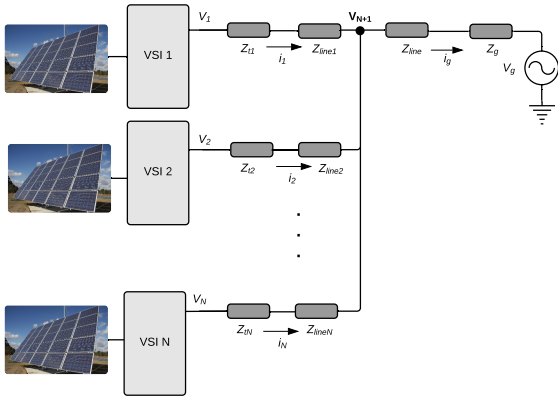 V1
VN+1
VSI 1
Zt1
i1
Zline1
Zline
ig
Zg
Vg
V2
VSI 2
Zt2
i2
Zline2
VN
VSI N
ZtN
iN
ZlineN